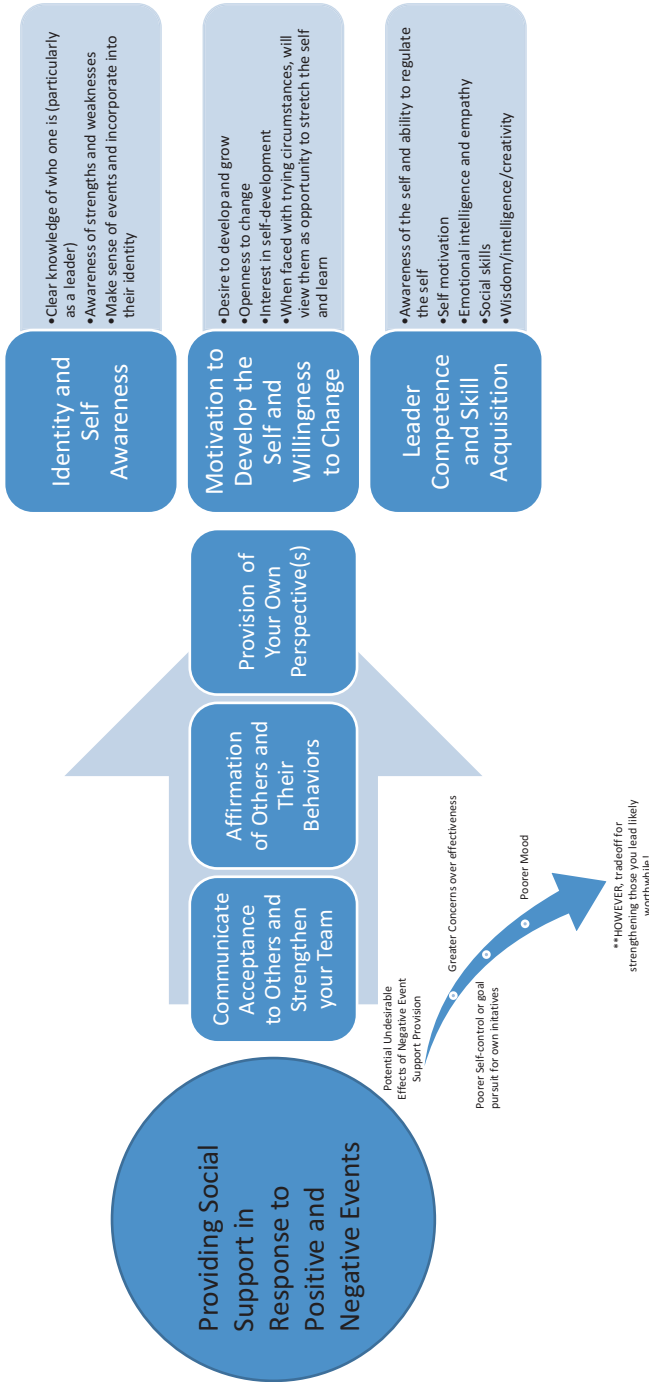 Providing Social
Support in
Response to
Positive and
Negative Events
Communicate
Acceptance
to Others and
Strengthen
your Team
Affirmation
of Others and
Their
Behaviors
Provision of
Your Own
Perspective(s)
Identity and
Self
Awareness
•Clear knowledge of who one is (particularly
as a leader)
•Awareness of strengths and weaknesses
•Make sense of events and incorporate into
their identity
Motivation to
Develop the
Self and
Willingness
to Change
•Desire to develop and grow
•Openness to change
•Interest in self-development
•When faced with trying circumstances, will
view them as opportunity to stretch the self
and learn
Leader
Competence
and Skill
Acquisition
•Awareness of the self and ability to regulate
the self
•Self motivation
•Emotional intelligence and empathy
•Social skills
•Wisdom/intelligence/creativity
Potential Undesirable
Effects of Negative Event
Support Provision
Greater Concerns over effectiveness
Poorer Self-control or goal
pursuit for own initatives
Poorer Mood
**HOWEVER, tradeoff for
strengthening those you lead likely
worthwhile!